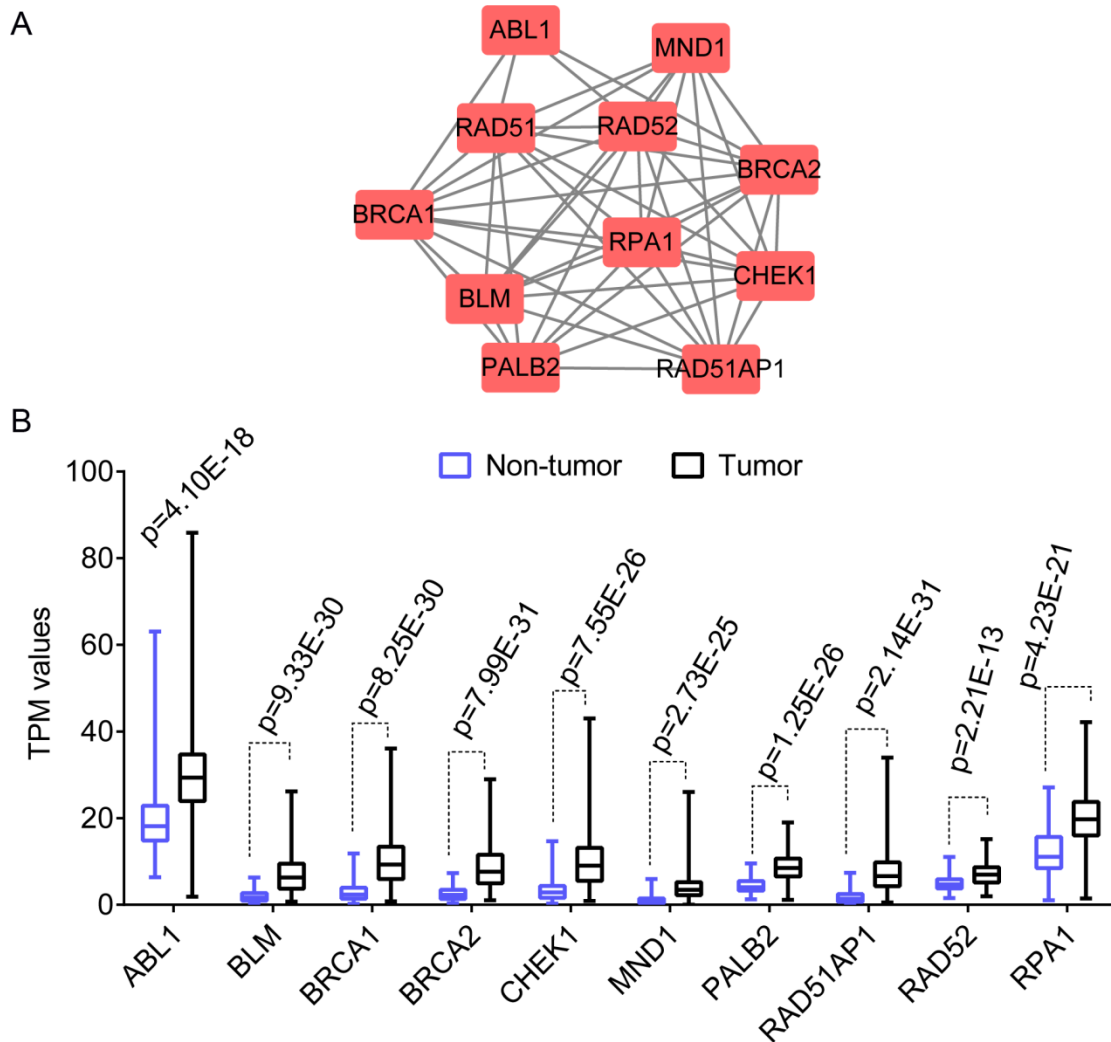 A
ABL1
MND1
RAD51
RAD52
BRCA2
BRCA1
RPA1
CHEK1
BLM
PALB2
RAD51AP1
B
Non-tumor
Tumor
TPM values
100
80
60
40
20
0
p=4.10E-18
p=9.33E-30
p=8.25E-30
p=7.99E-31
p=7.55E-26
p=2.73E-25
p=1.25E-26
p=2.14E-31
p=2.21E-13
p=4.23E-21
ABL1
BLM
BRCA1
BRCA2
CHEK1
MND1
PALB2
RAD51AP1
RAD52
RPA1